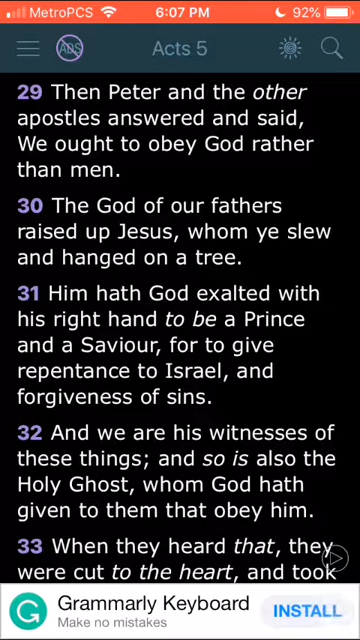 MetroPCS 6:07 PM 92%
ADS Acts 5
29 Then Peter and the other
apostles answered and said,
We ought to obey God rather
than men.
30 The God of our fathers
raised up Jesus, whom ye slew
and hanged on a tree.
31 Him hath God exalted with
his right hand to be a Prince
and a Saviour, for to give
repentance to Israel, and
forgiveness of sins.
32 And we are his witnesses of
these things; and so is also the
Holy Ghost, whom God hath
given to them that obey him.
33 When they heard that, they
were cut to the heart, and took
Grammarly Keyboard
Make no mistakes
INSTALL